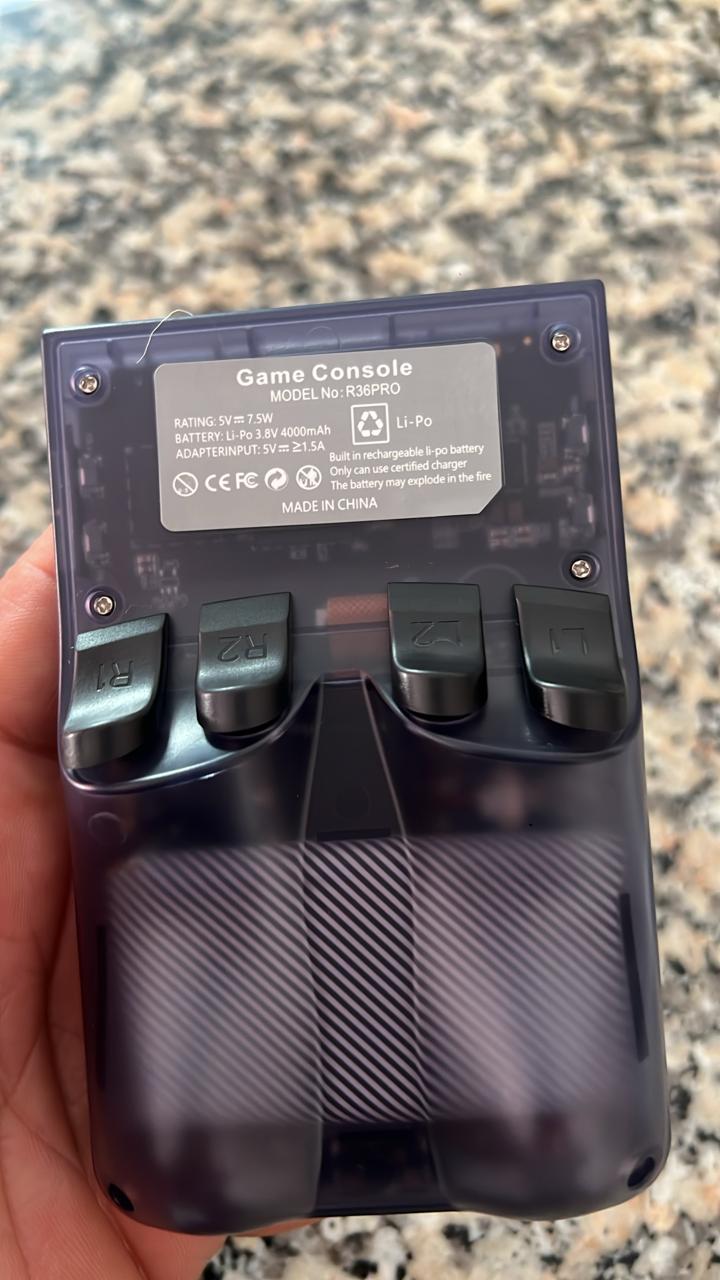 Game Console
MODEL No: R36PRO
RATING: 5V⎓ 7.5W
BATTERY: Li-Po 3.8V 4000mAh
ADAPTERINPUT: 5V⎓ ≥1.5A
Li-Po
Built in rechargeable li-po battery
Only can use certified charger
The battery may explode in the fire
CE FC
MADE IN CHINA
R1
R2
L2
L1